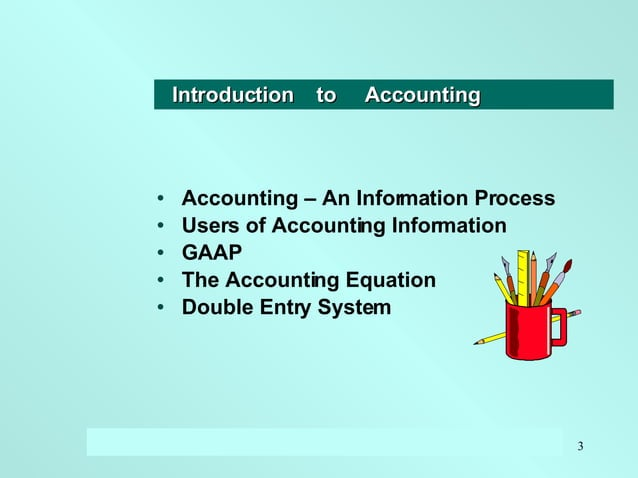 Introduction to Accounting
• Accounting – An Information Process
• Users of Accounting Information
• GAAP
• The Accounting Equation
• Double Entry System
3